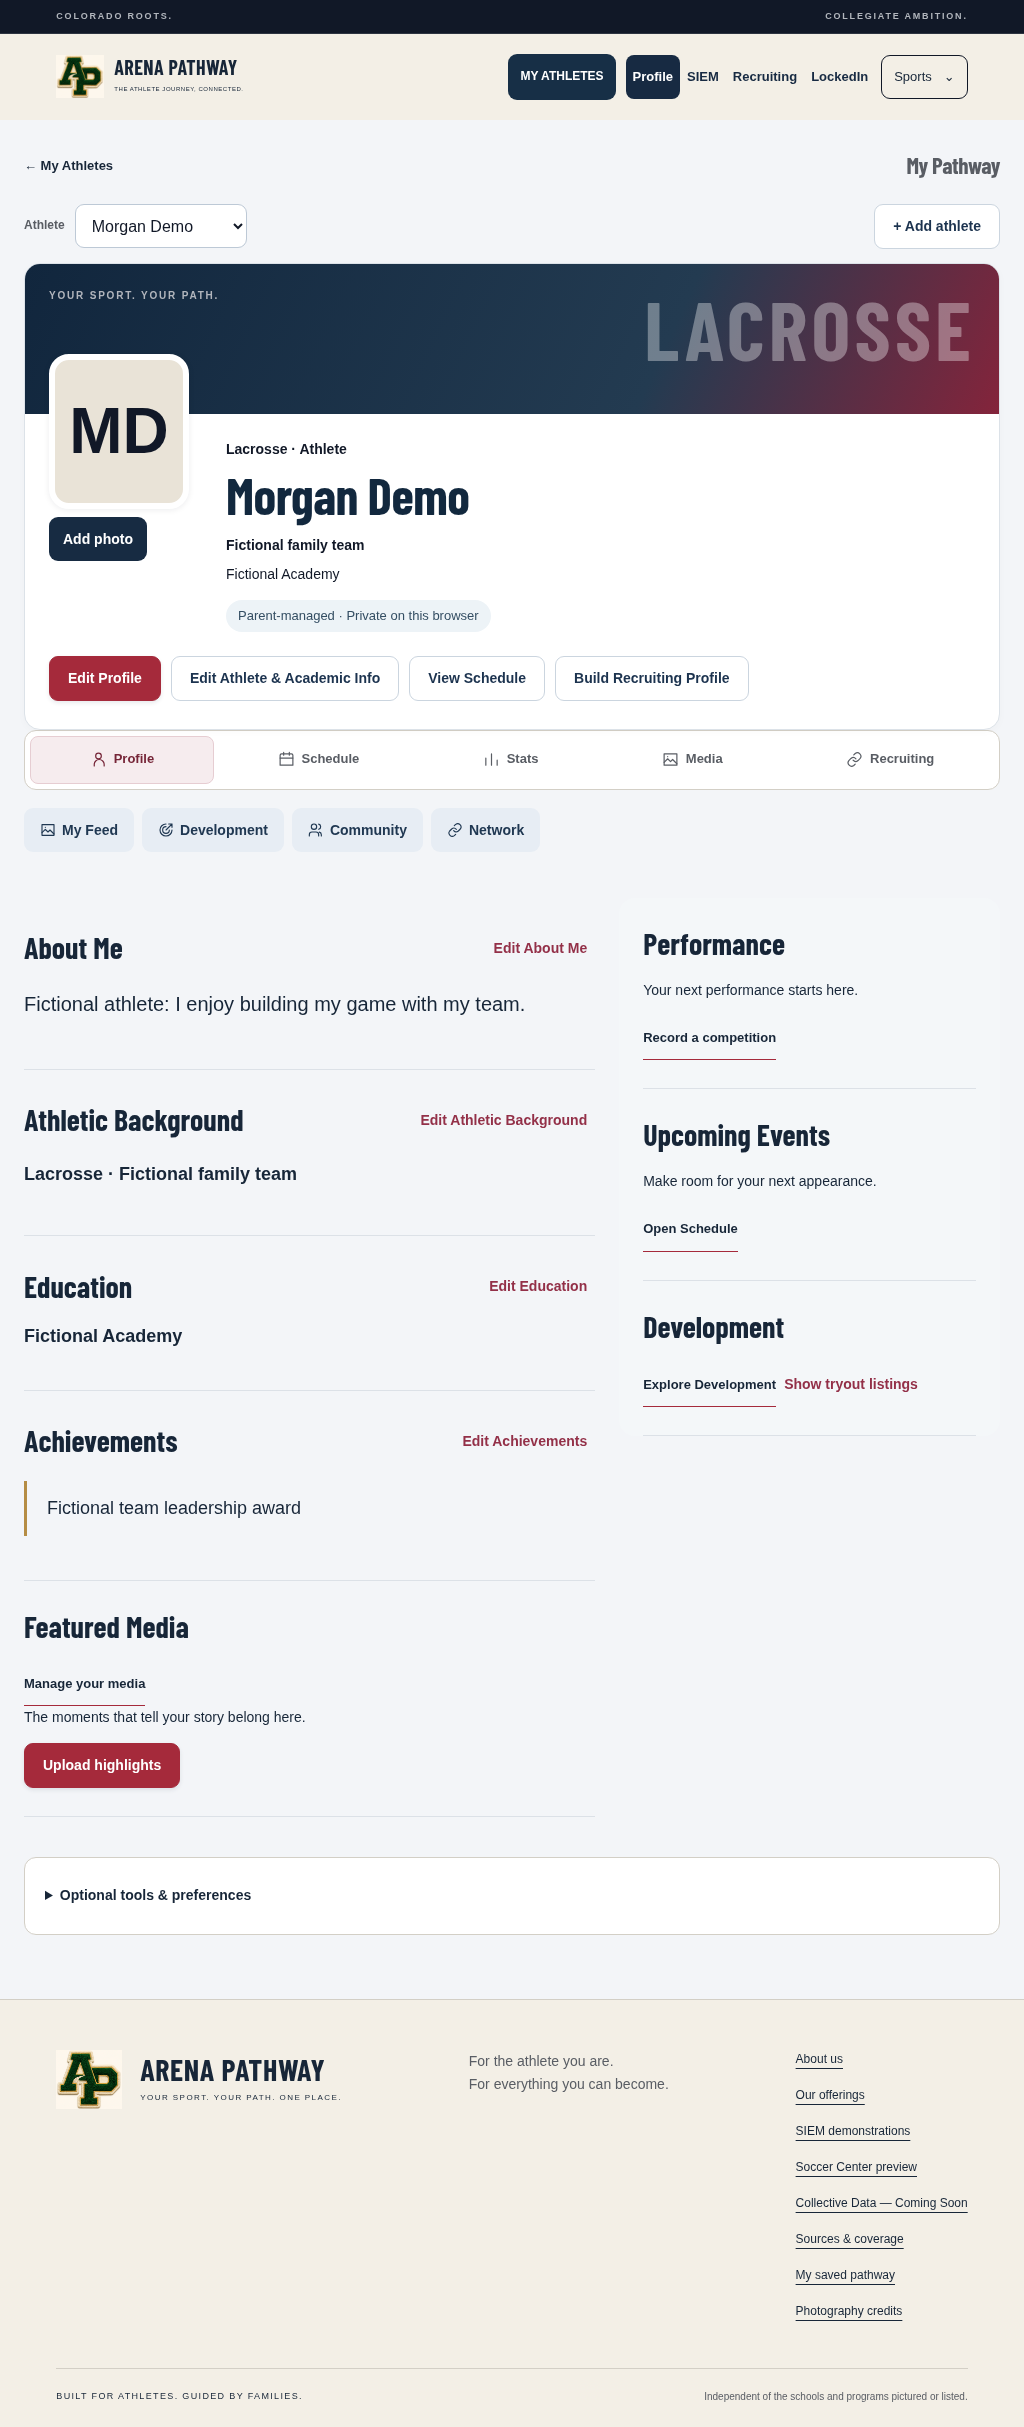 COLORADO ROOTS.
COLLEGIATE AMBITION.
AP
ARENA PATHWAY
THE ATHLETE JOURNEY, CONNECTED.
MY ATHLETES
Profile
SIEM
Recruiting
LockedIn
Sports
← My Athletes
My Pathway
Athlete
Morgan Demo
+ Add athlete
YOUR SPORT. YOUR PATH.
LACROSSE
MD
Add photo
Lacrosse · Athlete
Morgan Demo
Fictional family team
Fictional Academy
Parent-managed · Private on this browser
Edit Profile
Edit Athlete & Academic Info
View Schedule
Build Recruiting Profile
Profile
Schedule
Stats
Media
Recruiting
My Feed
Development
Community
Network
About Me
Edit About Me
Fictional athlete: I enjoy building my game with my team.
Athletic Background
Edit Athletic Background
Lacrosse · Fictional family team
Education
Edit Education
Fictional Academy
Achievements
Edit Achievements
Fictional team leadership award
Featured Media
Manage your media
The moments that tell your story belong here.
Upload highlights
Performance
Your next performance starts here.
Record a competition
Upcoming Events
Make room for your next appearance.
Open Schedule
Development
Explore Development
Show tryout listings
Optional tools & preferences
AP
ARENA PATHWAY
YOUR SPORT. YOUR PATH. ONE PLACE.
For the athlete you are.
For everything you can become.
About us
Our offerings
SIEM demonstrations
Soccer Center preview
Collective Data — Coming Soon
Sources & coverage
My saved pathway
Photography credits
BUILT FOR ATHLETES. GUIDED BY FAMILIES.
Independent of the schools and programs pictured or listed.